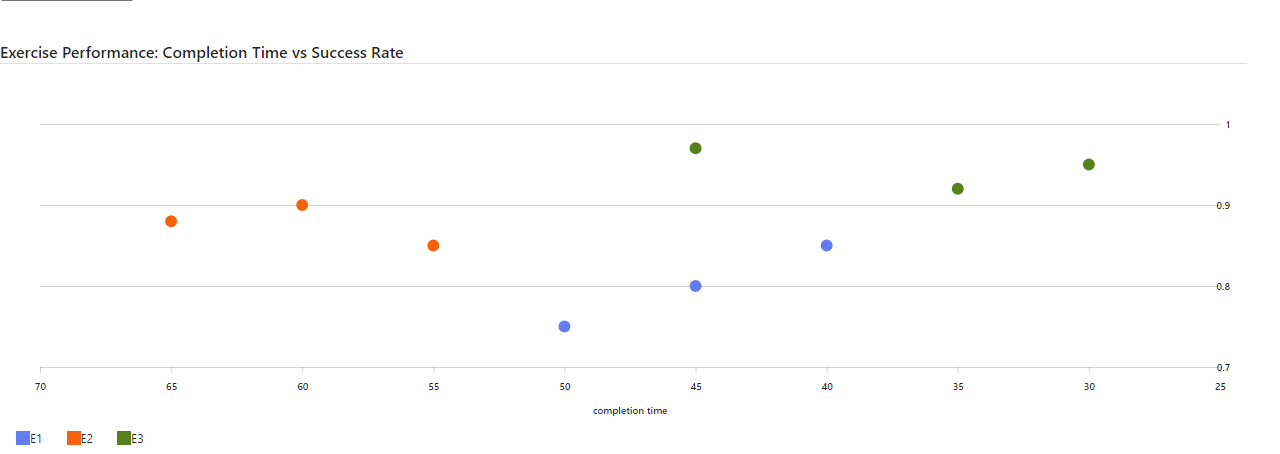 Exercise Performance: Completion Time vs Success Rate
1
0.9
0.8
0.7
70 65 60 55 50 45 40 35 30 25
completion time
E1 E2 E3